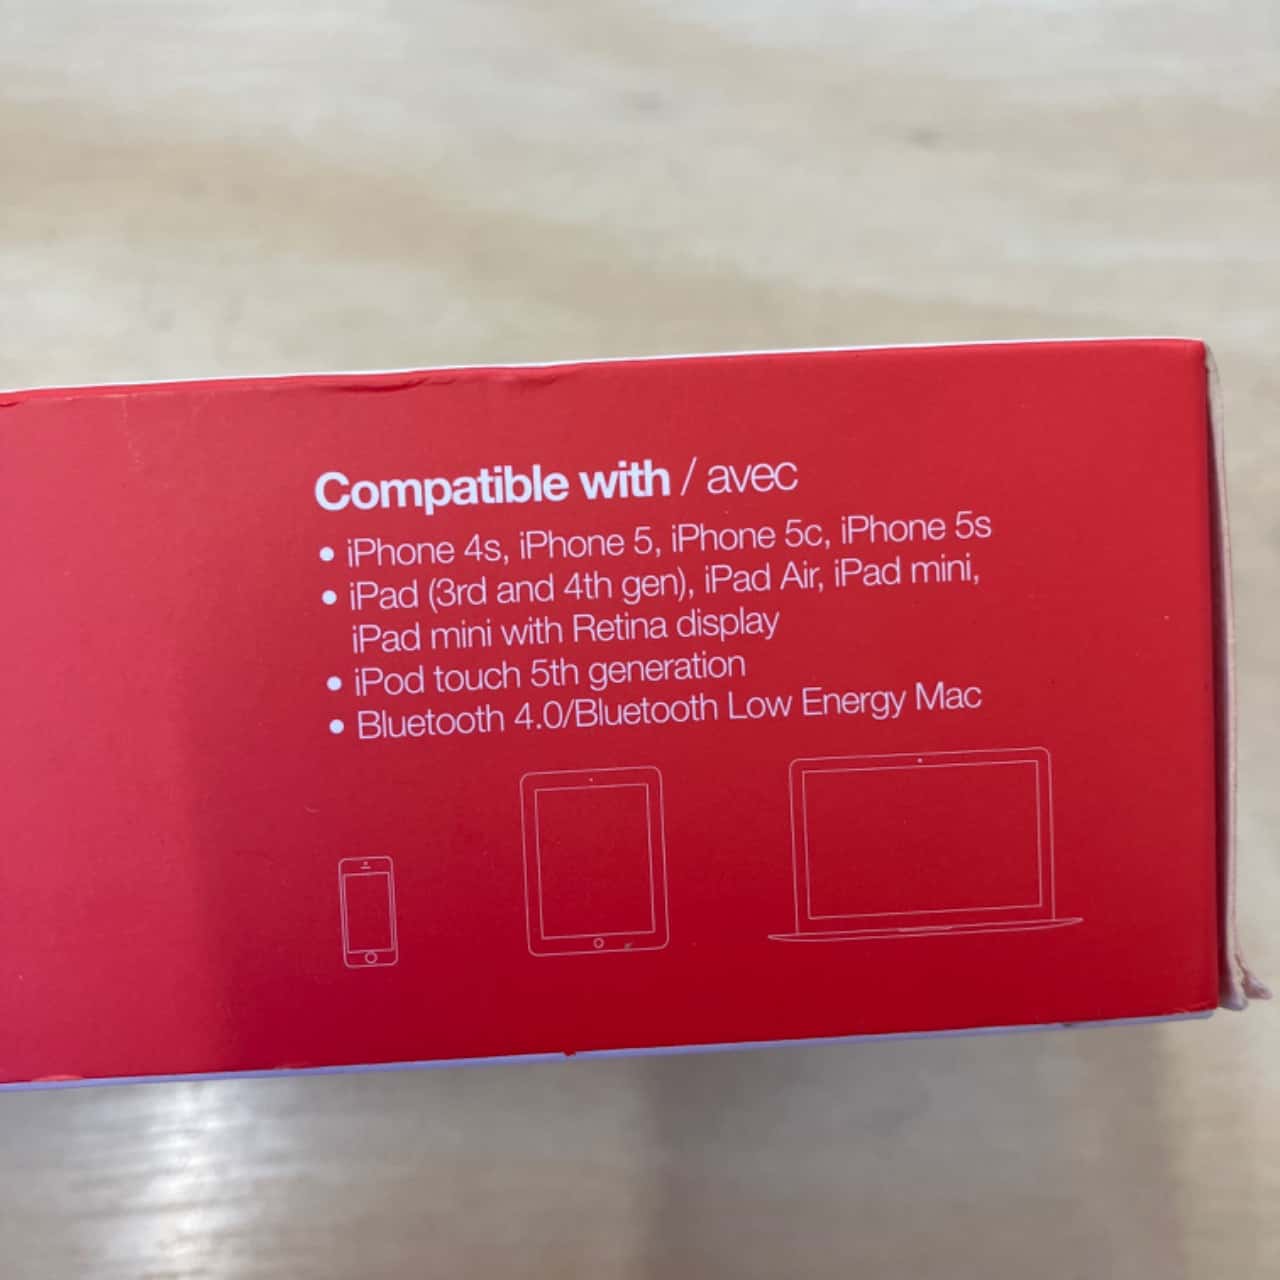 Compatible with / avec
• iPhone 4s, iPhone 5, iPhone 5c, iPhone 5s
• iPad (3rd and 4th gen), iPad Air, iPad mini,
iPad mini with Retina display
• iPod touch 5th generation
• Bluetooth 4.0/Bluetooth Low Energy Mac